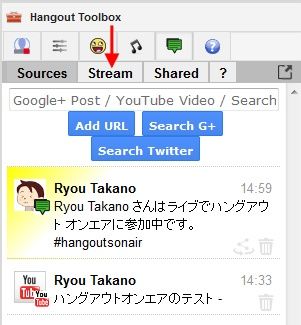 Hangout Toolbox
Sources Stream Shared ?
Google+ Post / YouTube Video / Search
Add URL Search G+
Search Twitter
Ryou Takano 14:59
Ryou Takano さんはライブでハングアウ
ト オンエアに参加中です。
#hangoutsonair
Ryou Takano 14:33
You Tube
You Tube
ハングアウトオンエアのテスト -